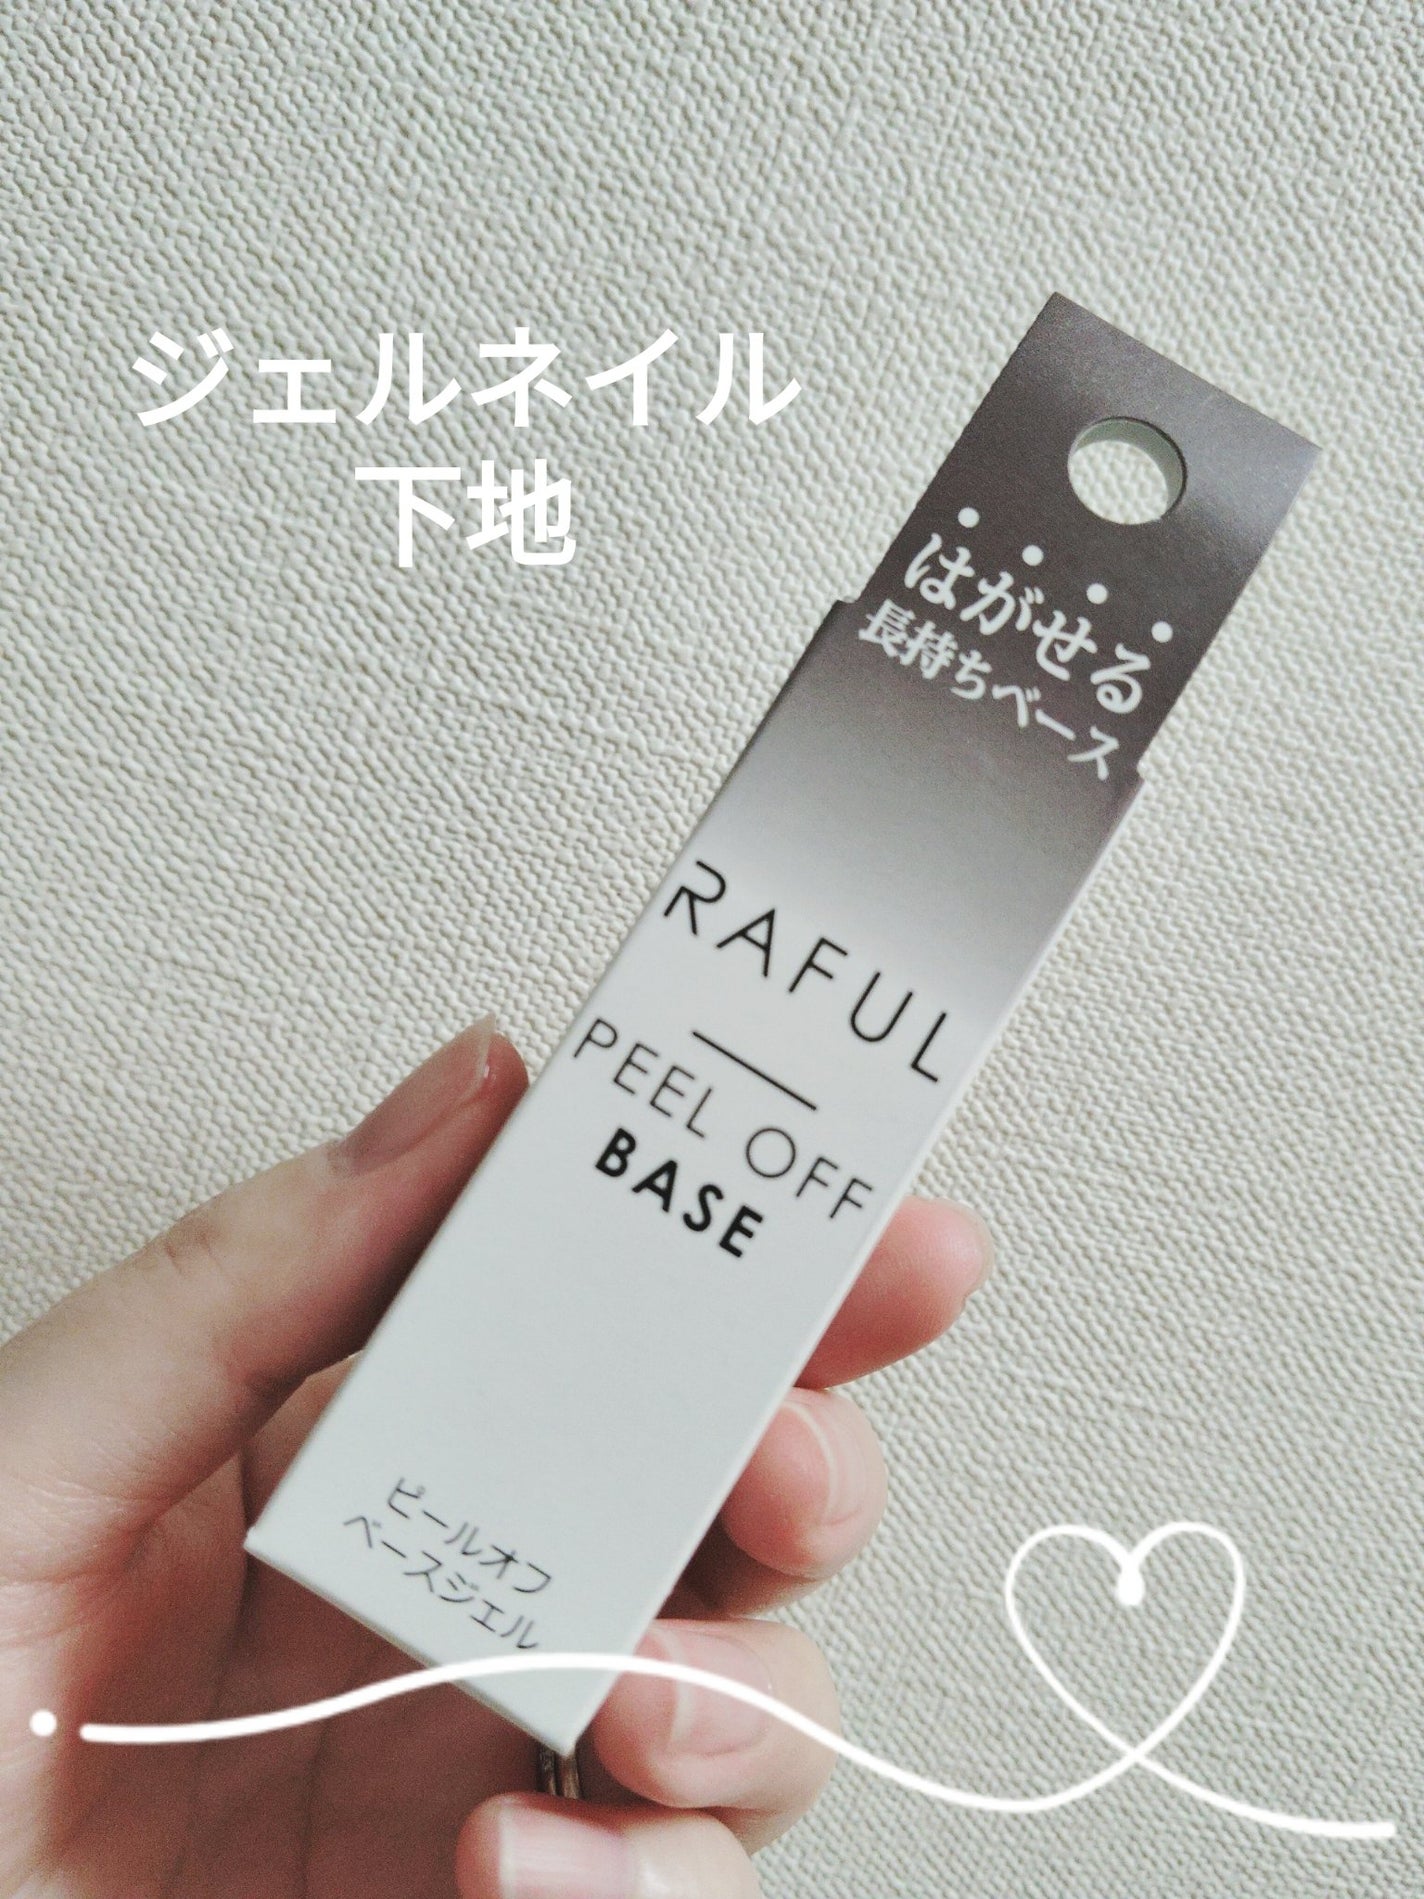 ジェルネイル
下地
はがせる
長持ちベース
RAFUL
PEEL OFF
BASE
ピールオフ
ベースジェル